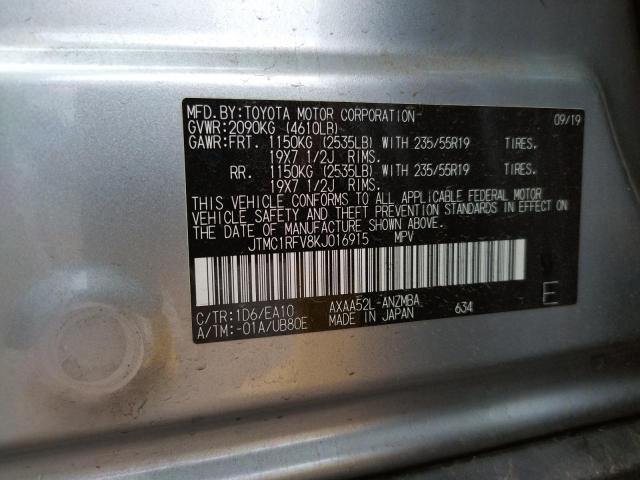 MFD.BY:TOYOTA MOTOR CORPORATION 09/19
GVWR:2090KG (4610LB)
GAWR:FRT. 1150KG (2535LB) WITH 235/55R19 TIRES.
19X7 1/2J RIMS.
RR. 1150KG (2535LB) WITH 235/55R19 TIRES.
19X7 1/2J RIMS.
THIS VEHICLE CONFORMS TO ALL APPLICABLE FEDERAL MOTOR
VEHICLE SAFETY AND THEFT PREVENTION STANDARDS IN EFFECT ON
THE DATE OF MANUFACTURE SHOWN ABOVE.
JTMC1RFV8KJ016915 MPV
C/TR:1D6/EA10 AXAA52L-ANZMBA E
A/TM:-01A/UB80E MADE IN JAPAN 634